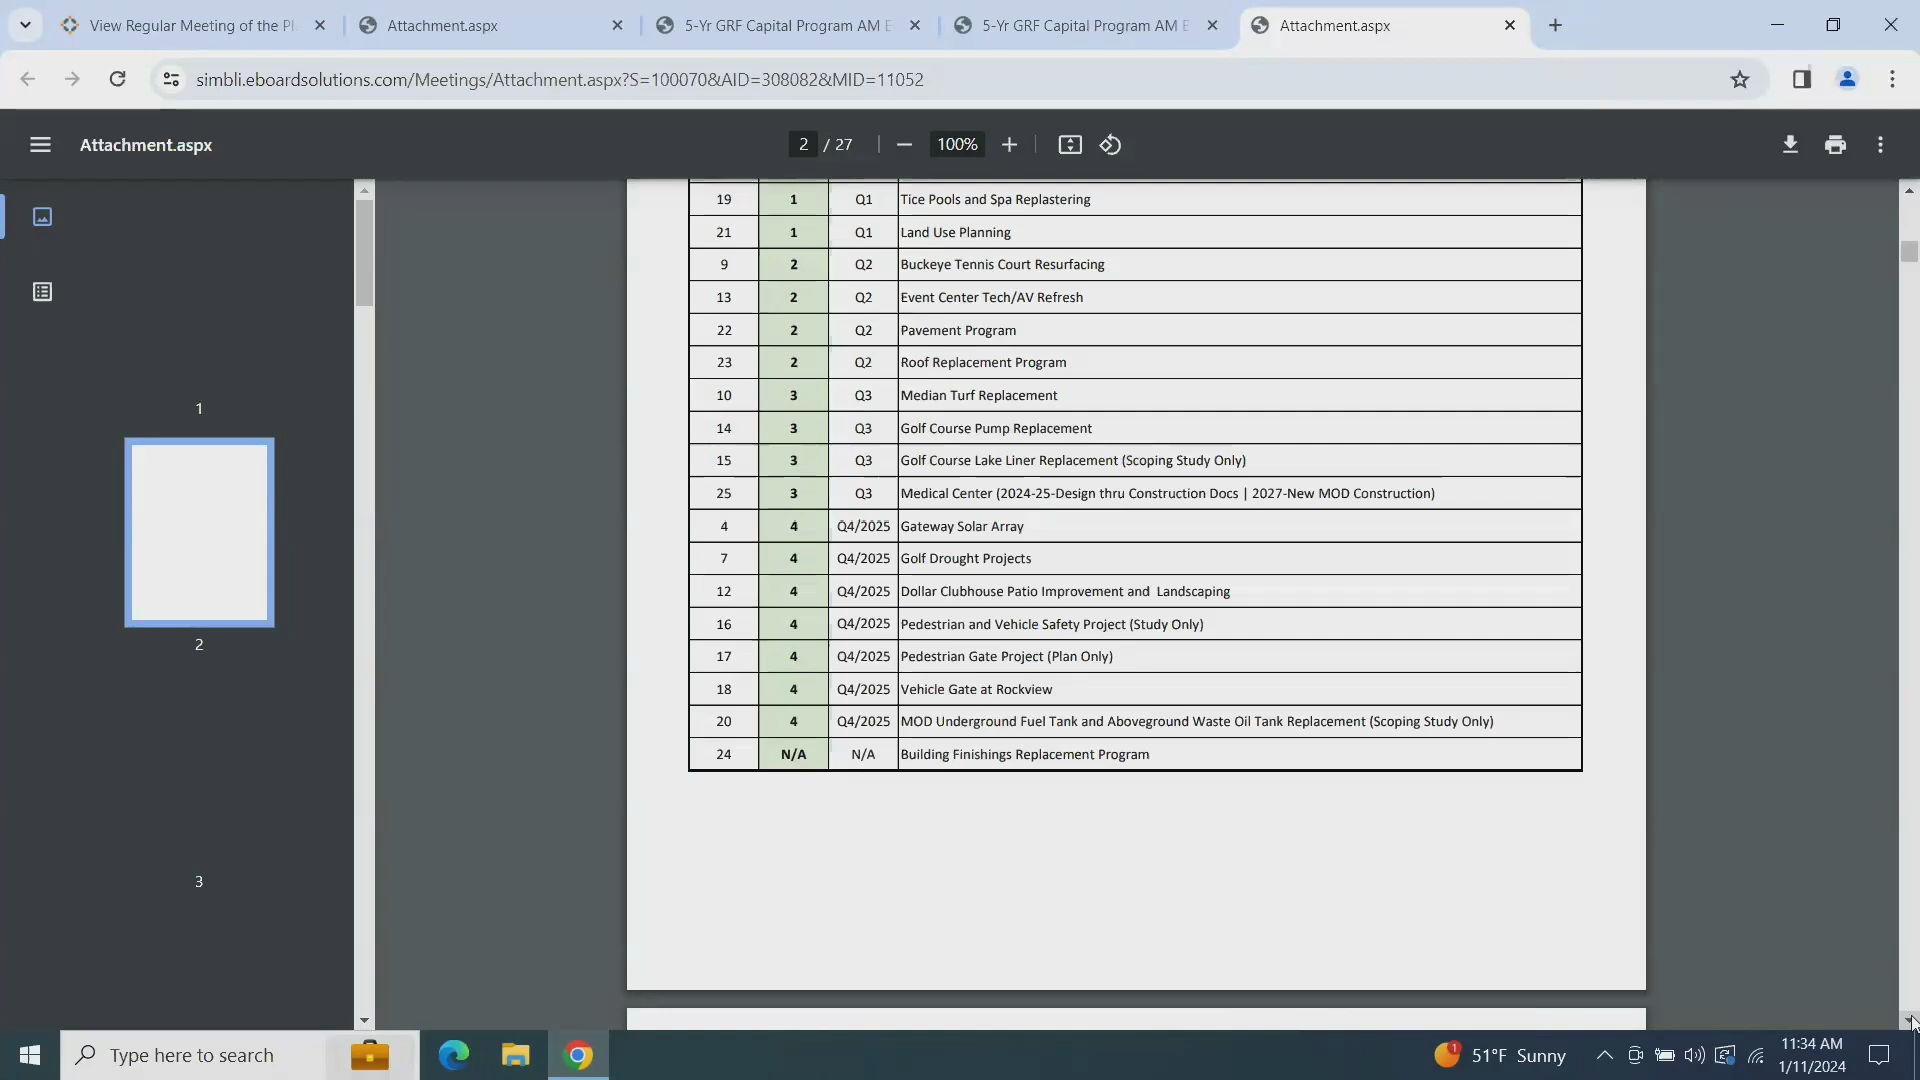 View Regular Meeting of the Pl
Attachment.aspx
5-Yr GRF Capital Program AM E
5-Yr GRF Capital Program AM E
Attachment.aspx
simbli.eboardsolutions.com/Meetings/Attachment.aspx?S=100070&AID=308082&MID=11052
Attachment.aspx
2 / 27
100%
19 1 Q1 Tice Pools and Spa Replastering
21 1 Q1 Land Use Planning
9 2 Q2 Buckeye Tennis Court Resurfacing
13 2 Q2 Event Center Tech/AV Refresh
22 2 Q2 Pavement Program
23 2 Q2 Roof Replacement Program
10 3 Q3 Median Turf Replacement
14 3 Q3 Golf Course Pump Replacement
15 3 Q3 Golf Course Lake Liner Replacement (Scoping Study Only)
25 3 Q3 Medical Center (2024-25-Design thru Construction Docs | 2027-New MOD Construction)
4 4 Q4/2025 Gateway Solar Array
7 4 Q4/2025 Golf Drought Projects
12 4 Q4/2025 Dollar Clubhouse Patio Improvement and Landscaping
16 4 Q4/2025 Pedestrian and Vehicle Safety Project (Study Only)
17 4 Q4/2025 Pedestrian Gate Project (Plan Only)
18 4 Q4/2025 Vehicle Gate at Rockview
20 4 Q4/2025 MOD Underground Fuel Tank and Aboveground Waste Oil Tank Replacement (Scoping Study Only)
24 N/A N/A Building Finishings Replacement Program
1
2
3
Type here to search
1
51°F Sunny
11:34 AM
1/11/2024